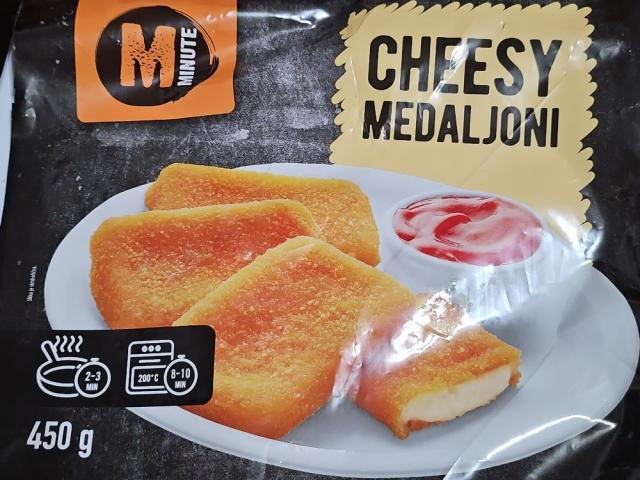 M
MINUTE
CHEESY
MEDALJONI
2-3
MIN
200°C
8-10
MIN
450 g